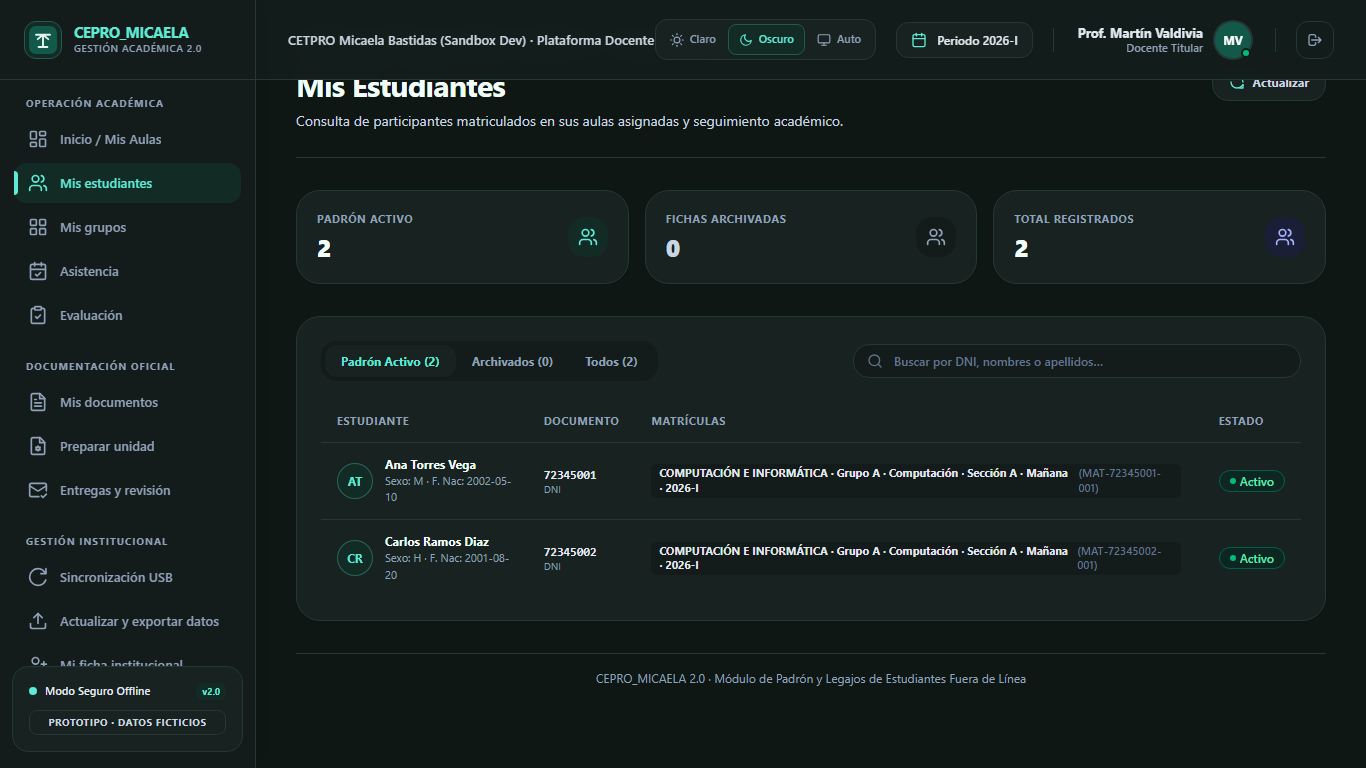 CEPRO_MICAELA
GESTIÓN ACADÉMICA 2.0
CETPRO Micaela Bastidas (Sandbox Dev) · Plataforma Docente
Claro
Oscuro
Auto
Periodo 2026-I
Prof. Martín Valdivia
Docente Titular
MV
OPERACIÓN ACADÉMICA
Inicio / Mis Aulas
Mis estudiantes
Mis grupos
Asistencia
Evaluación
DOCUMENTACIÓN OFICIAL
Mis documentos
Preparar unidad
Entregas y revisión
GESTIÓN INSTITUCIONAL
Sincronización USB
Actualizar y exportar datos
Mi ficha institucional
Modo Seguro Offline
v2.0
PROTOTIPO · DATOS FICTICIOS
Mis Estudiantes
Actualizar
Consulta de participantes matriculados en sus aulas asignadas y seguimiento académico.
PADRÓN ACTIVO
2
FICHAS ARCHIVADAS
0
TOTAL REGISTRADOS
2
Padrón Activo (2)
Archivados (0)
Todos (2)
Buscar por DNI, nombres o apellidos...
ESTUDIANTE
DOCUMENTO
MATRÍCULAS
ESTADO
AT
Ana Torres Vega
Sexo: M · F. Nac: 2002-05-
10
72345001
DNI
COMPUTACIÓN E INFORMÁTICA · Grupo A · Computación · Sección A · Mañana
· 2026-I
(MAT-72345001-
001)
Activo
CR
Carlos Ramos Diaz
Sexo: H · F. Nac: 2001-08-
20
72345002
DNI
COMPUTACIÓN E INFORMÁTICA · Grupo A · Computación · Sección A · Mañana
· 2026-I
(MAT-72345002-
001)
Activo
CEPRO_MICAELA 2.0 · Módulo de Padrón y Legajos de Estudiantes Fuera de Línea